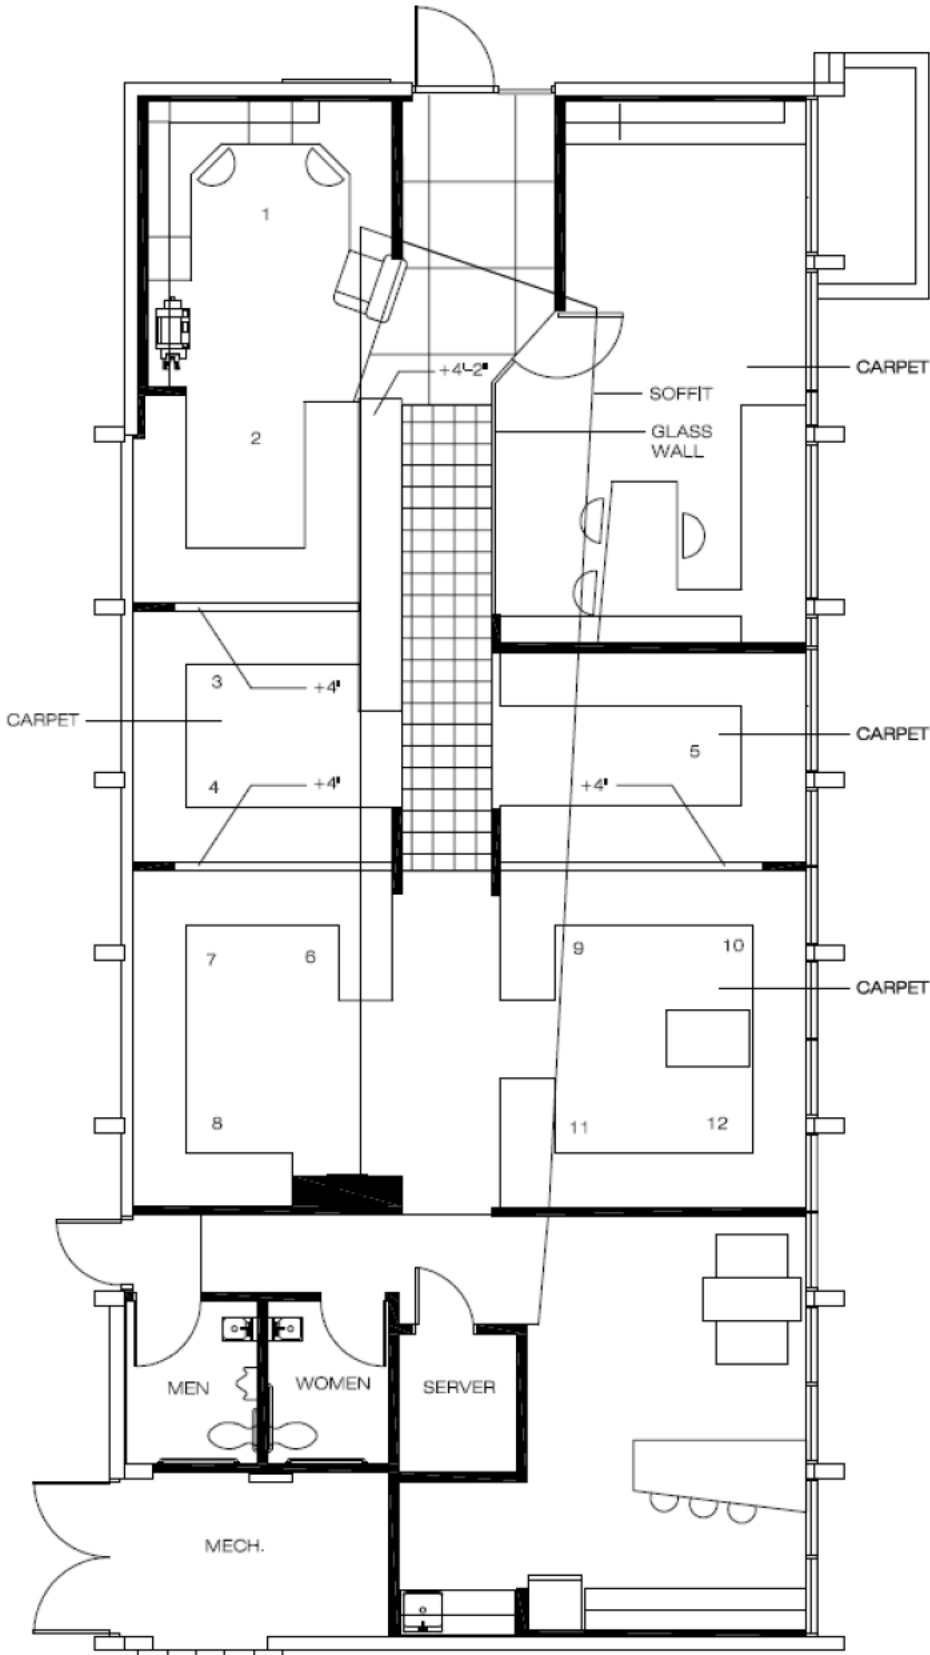 1
+4'-2"
CARPET
SOFFIT
GLASS
WALL
2
3
+4"
CARPET
CARPET
5
4
+4"
+4"
9
10
7
6
CARPET
8
11
12
MEN
WOMEN
SERVER
MECH.